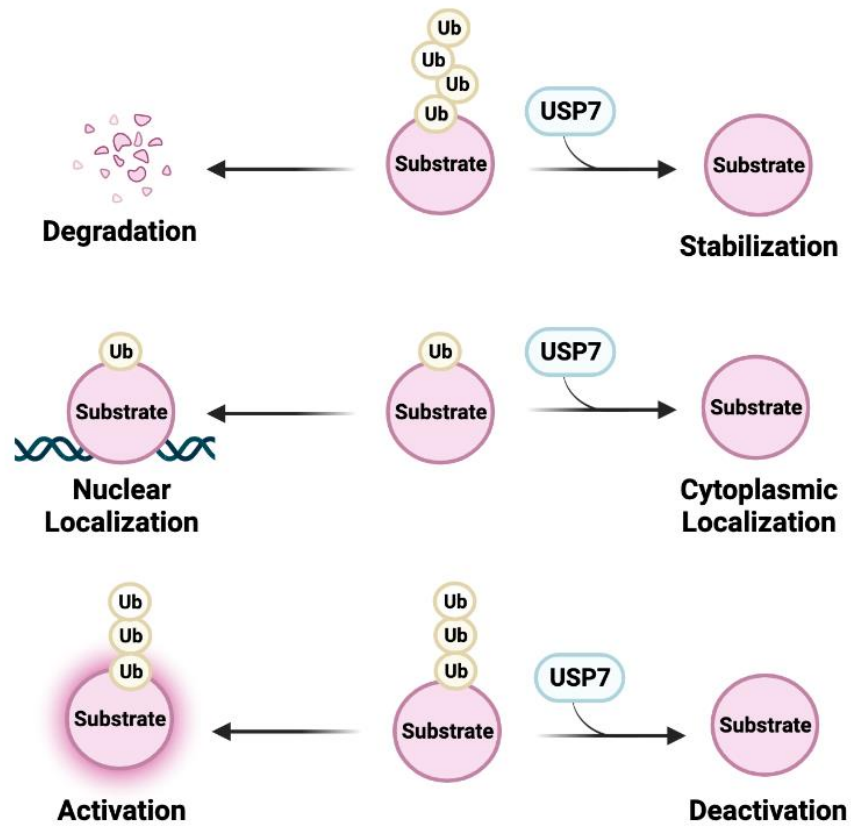 Ub
Ub
Ub
Ub
USP7
Substrate
Substrate
Degradation
Stabilization
Ub
Ub
USP7
Substrate
Substrate
Substrate
Nuclear
Localization
Cytoplasmic
Localization
Ub
Ub
Ub
Ub
Ub
Ub
USP7
Substrate
Substrate
Substrate
Activation
Deactivation